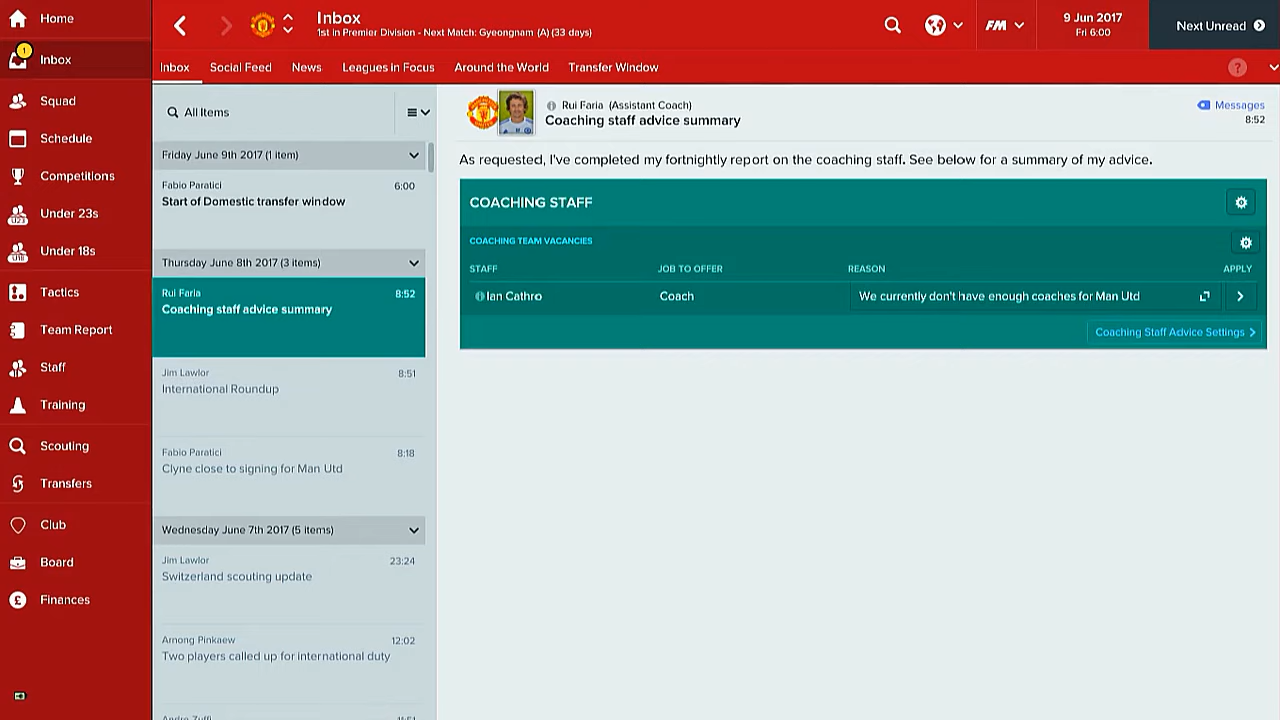 Home
1
Inbox
Squad
Schedule
Competitions
Under 23s
Under 18s
Tactics
Team Report
Staff
Training
Scouting
Transfers
Club
Board
Finances
Inbox
1st in Premier Division - Next Match: Gyeongnam (A) (33 days)
FM
9 Jun 2017
Fri 6:00
Next Unread
Inbox
Social Feed
News
Leagues in Focus
Around the World
Transfer Window
?
All Items
Friday June 9th 2017 (1 item)
Fabio Paratici 6:00
Start of Domestic transfer window
Thursday June 8th 2017 (3 items)
Rui Faria 8:52
Coaching staff advice summary
Jim Lawlor 8:51
International Roundup
Fabio Paratici 8:18
Clyne close to signing for Man Utd
Wednesday June 7th 2017 (5 items)
Jim Lawlor 23:24
Switzerland scouting update
Arnong Pinkaew 12:02
Two players called up for international duty
Rui Faria (Assistant Coach)
Coaching staff advice summary
Messages
8:52
As requested, I've completed my fortnightly report on the coaching staff. See below for a summary of my advice.
COACHING STAFF
COACHING TEAM VACANCIES
STAFF JOB TO OFFER REASON APPLY
Ian Cathro Coach We currently don't have enough coaches for Man Utd
Coaching Staff Advice Settings